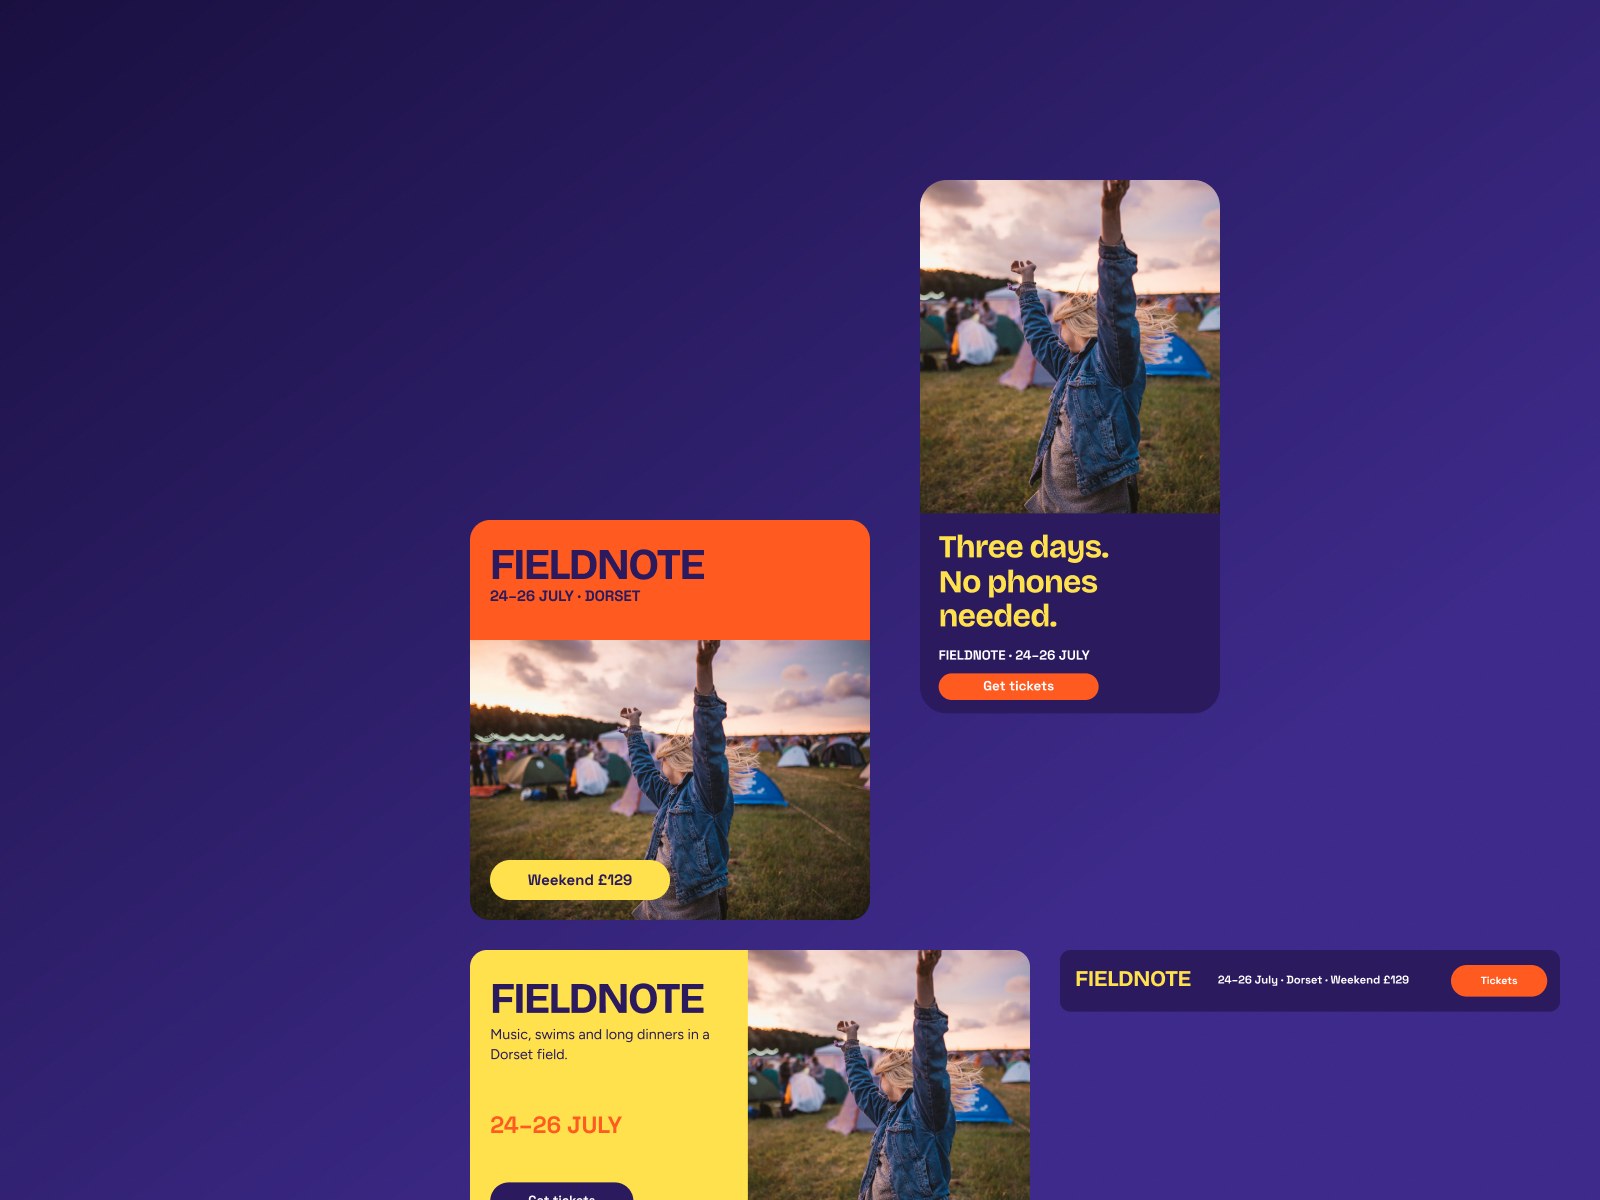 Three days.
No phones
needed.
FIELDNOTE · 24–26 JULY
Get tickets
FIELDNOTE
24–26 JULY · DORSET
Weekend £129
FIELDNOTE
Music, swims and long dinners in a
Dorset field.
24–26 JULY
Get tickets
FIELDNOTE
24–26 July · Dorset · Weekend £129
Tickets